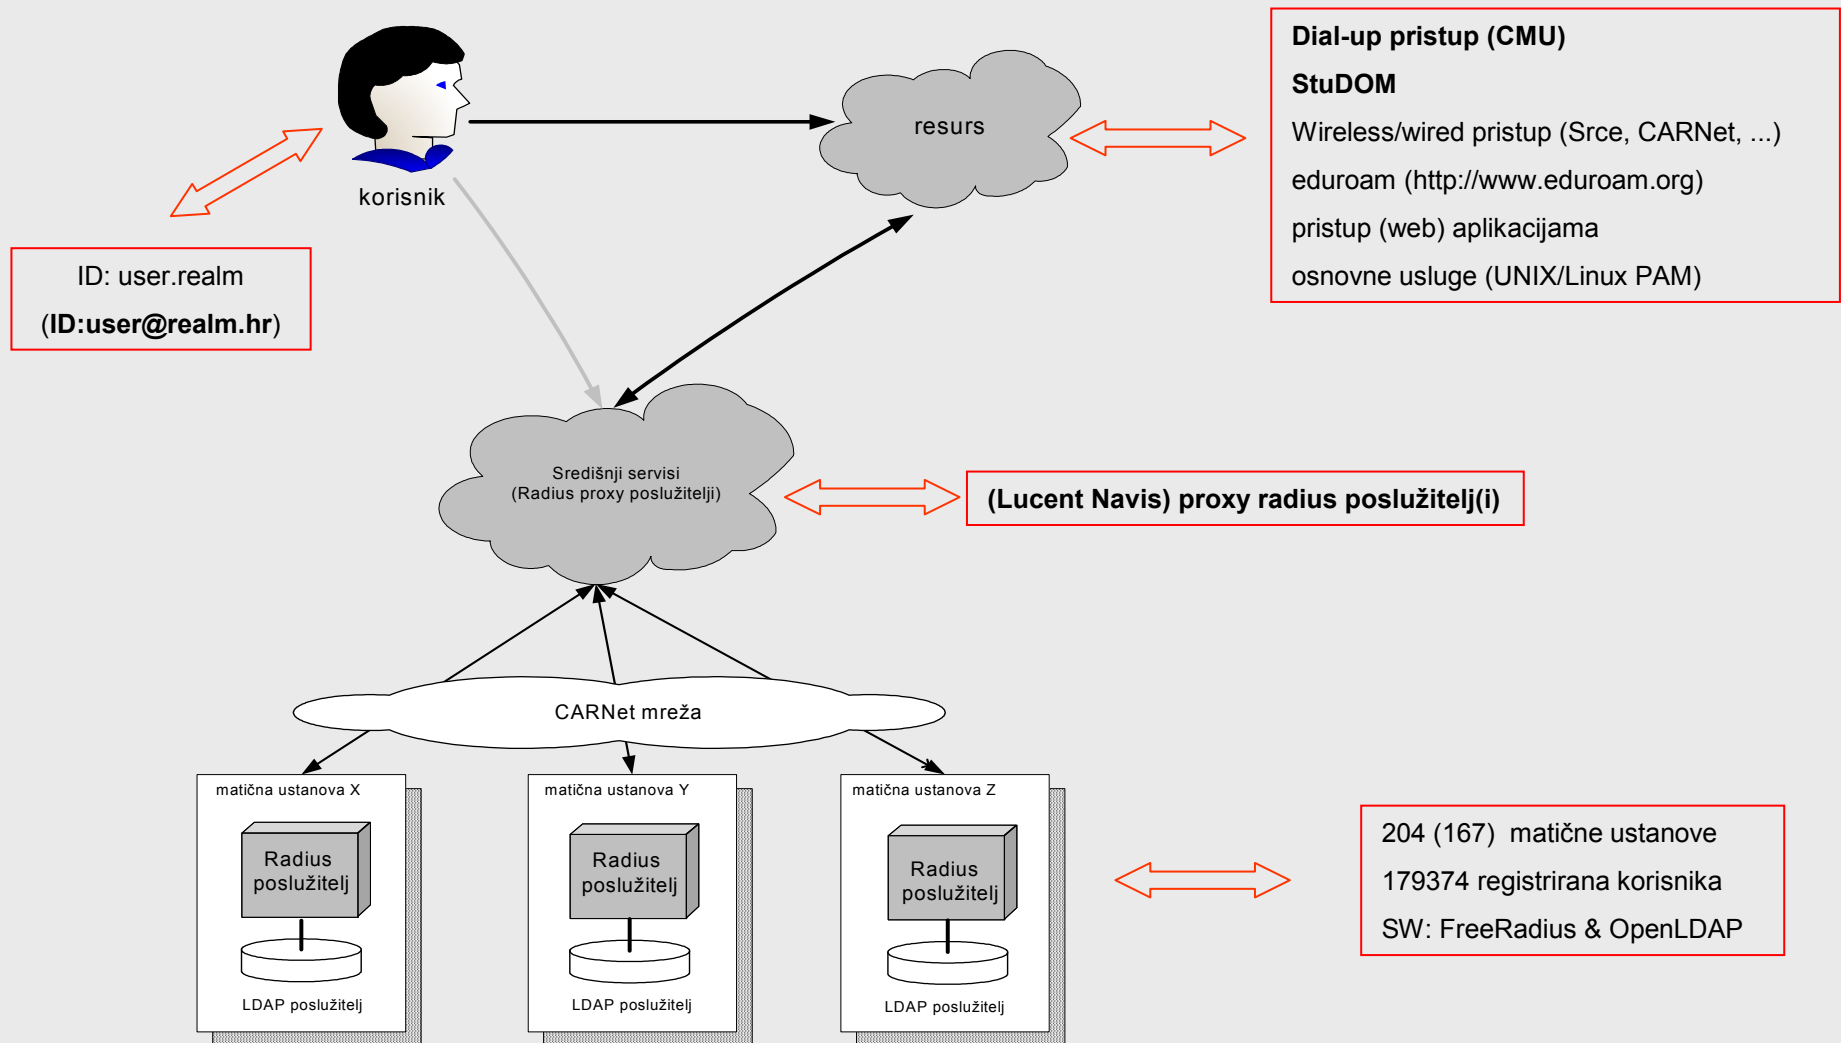 Dial-up pristup (CMU)
StuDOM
Wireless/wired pristup (Srce, CARNet, ...)
eduroam (http://www.eduroam.org)
pristup (web) aplikacijama
osnovne usluge (UNIX/Linux PAM)
resurs
korisnik
ID: user.realm
(ID:user@realm.hr)
Središnji servisi
(Radius proxy poslužitelji)
(Lucent Navis) proxy radius poslužitelj(i)
CARNet mreža
matična ustanova X
Radius
poslužitelj
LDAP poslužitelj
matična ustanova Y
Radius
poslužitelj
LDAP poslužitelj
matična ustanova Z
Radius
poslužitelj
LDAP poslužitelj
204 (167)  matične ustanove
179374 registrirana korisnika
SW: FreeRadius & OpenLDAP